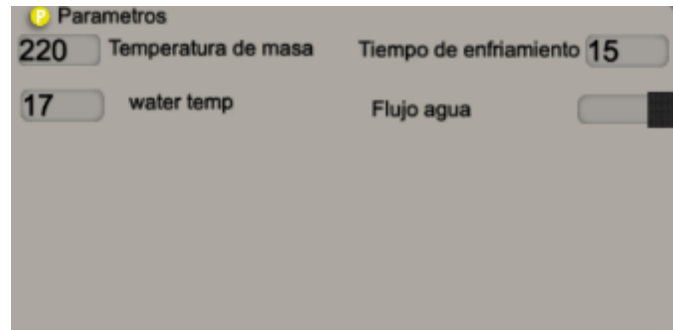 P Parametros
220 Temperatura de masa Tiempo de enfriamiento 15
17 water temp Flujo agua